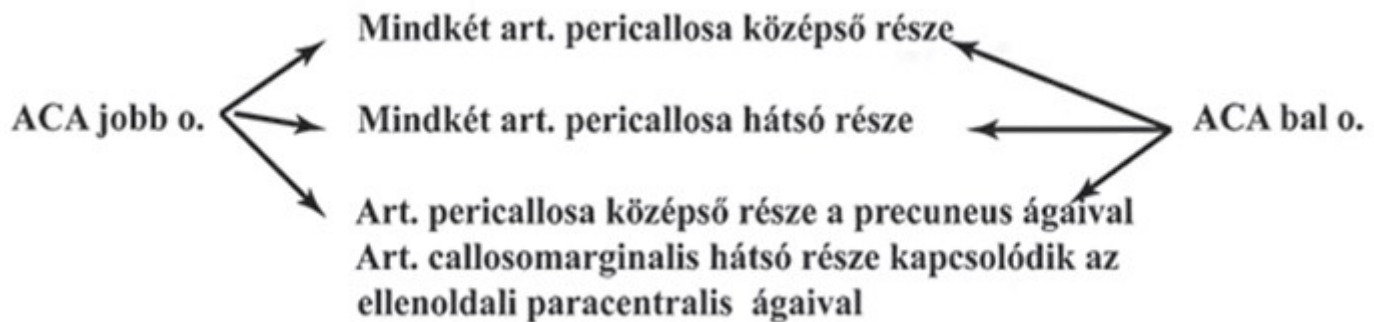 Mindkét art. pericallosa középső része
ACA jobb o.
Mindkét art. pericallosa hátsó része
ACA bal o.
Art. pericallosa középső része a precuneus ágaival
Art. callosomarginalis hátsó része kapcsolódik az
ellenoldali paracentralis ágaival